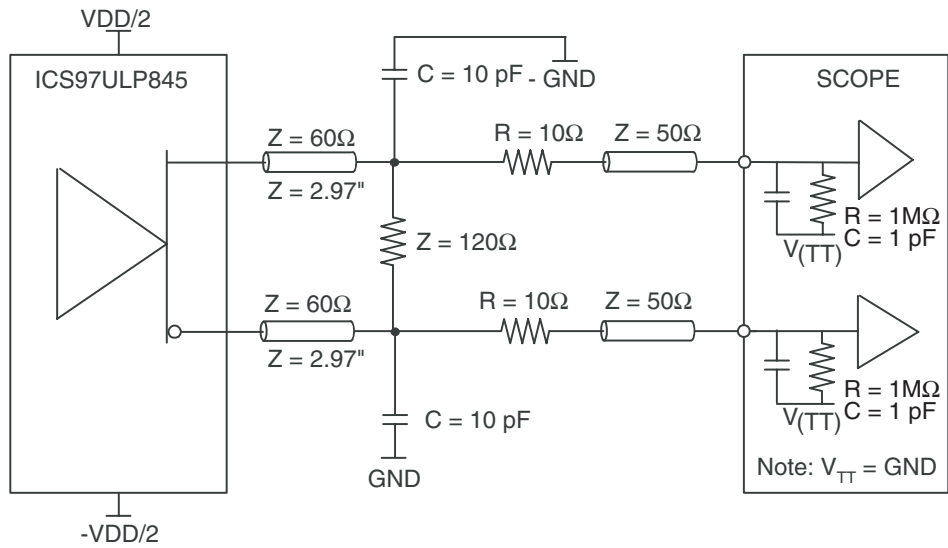 VDD/2
ICS97ULP845
C = 10 pF
- GND
SCOPE
Z = 60Ω
Z = 2.97"
R = 10Ω
Z = 50Ω
R = 1MΩ
C = 1 pF
V(TT)
Z = 120Ω
Z = 60Ω
Z = 2.97"
R = 10Ω
Z = 50Ω
R = 1MΩ
C = 1 pF
V(TT)
C = 10 pF
GND
Note: VTT = GND
-VDD/2